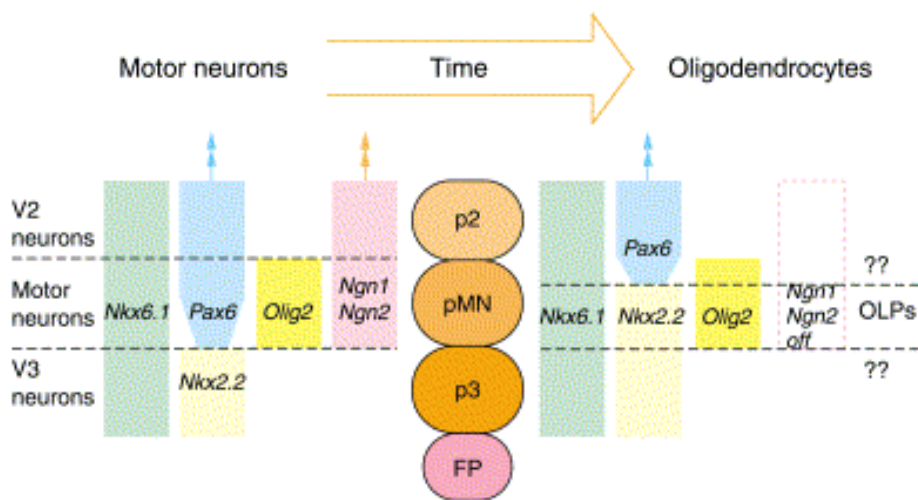 Motor neurons
Time
Oligodendrocytes
V2
neurons
Motor
neurons
V3
neurons
Nkx6.1
Pax6
Nkx2.2
Olig2
Ngn1
Ngn2
p2
pMN
p3
FP
Nkx6.1
Pax6
Nkx2.2
Olig2
Ngn1
Ngn2
off
??
OLPs
??